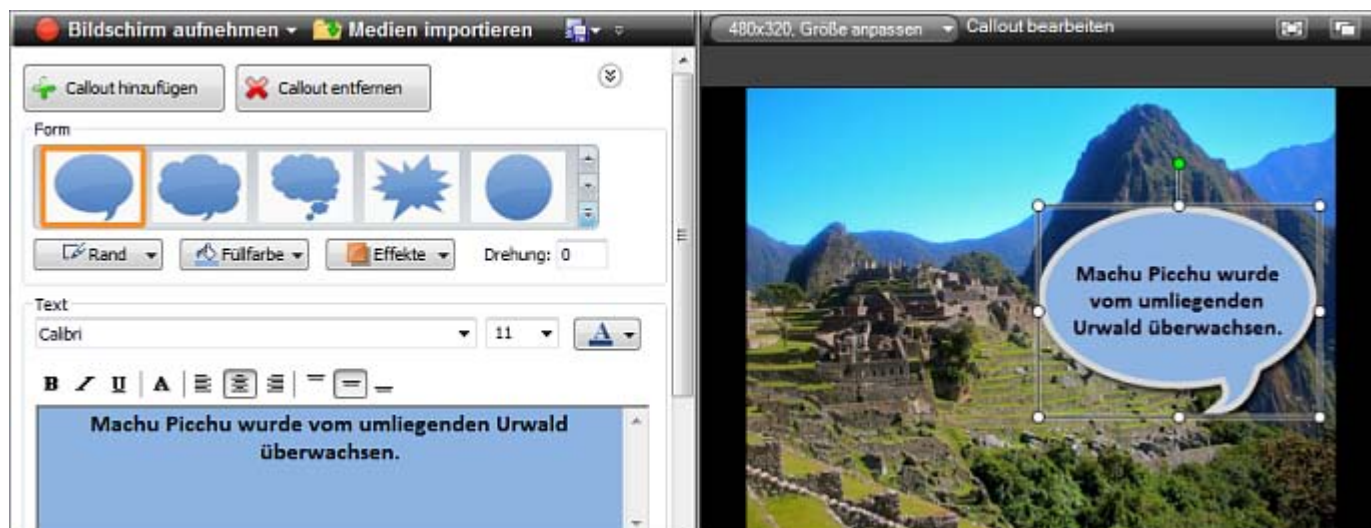 Bildschirm aufnehmen
Medien importieren
480x320, Größe anpassen
Callout bearbeiten
Callout hinzufügen
Callout entfernen
Form
Rand
Füllfarbe
Effekte
Drehung: 0
Text
Calibri
11
A
B I U A
Machu Picchu wurde vom umliegenden Urwald
überwachsen.
Machu Picchu wurde
vom umliegenden
Urwald überwachsen.